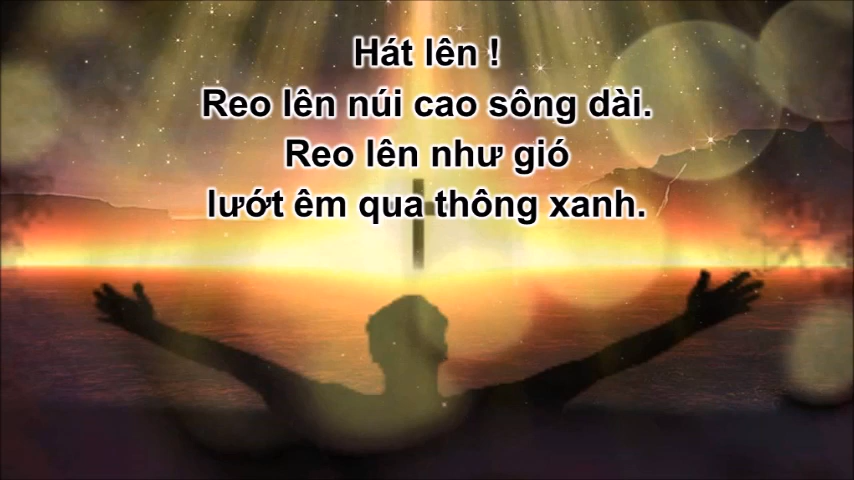 Hát lên !
Reo lên núi cao sông dài.
Reo lên như gió
lướt êm qua thông xanh.